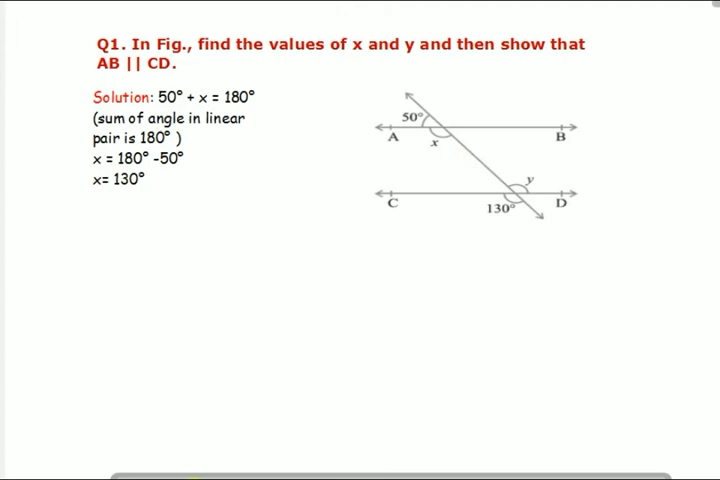 Q1. In Fig., find the values of x and y and then show that
AB || CD.
Solution: 50° + x = 180°
(sum of angle in linear
pair is 180° )
x = 180° -50°
x= 130°
50°
A
B
x
y
C
130°
D